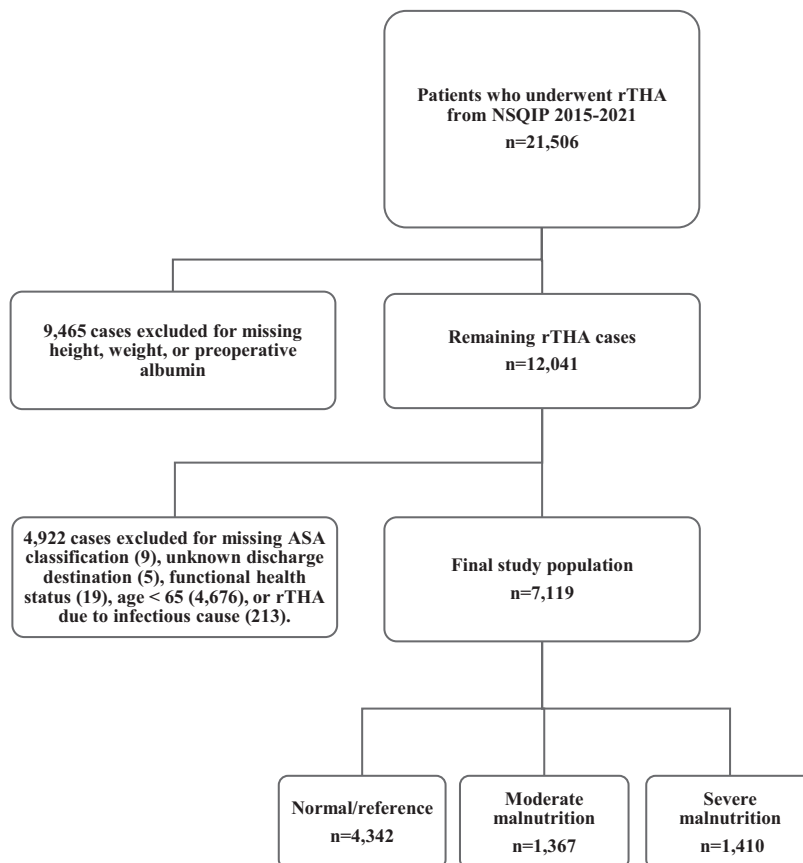 Patients who underwent rTHA
from NSQIP 2015-2021
n=21,506
9,465 cases excluded for missing
height, weight, or preoperative
albumin
Remaining rTHA cases
n=12,041
4,922 cases excluded for missing ASA
classification (9), unknown discharge
destination (5), functional health
status (19), age < 65 (4,676), or rTHA
due to infectious cause (213).
Final study population
n=7,119
Normal/reference
n=4,342
Moderate
malnutrition
n=1,367
Severe
malnutrition
n=1,410